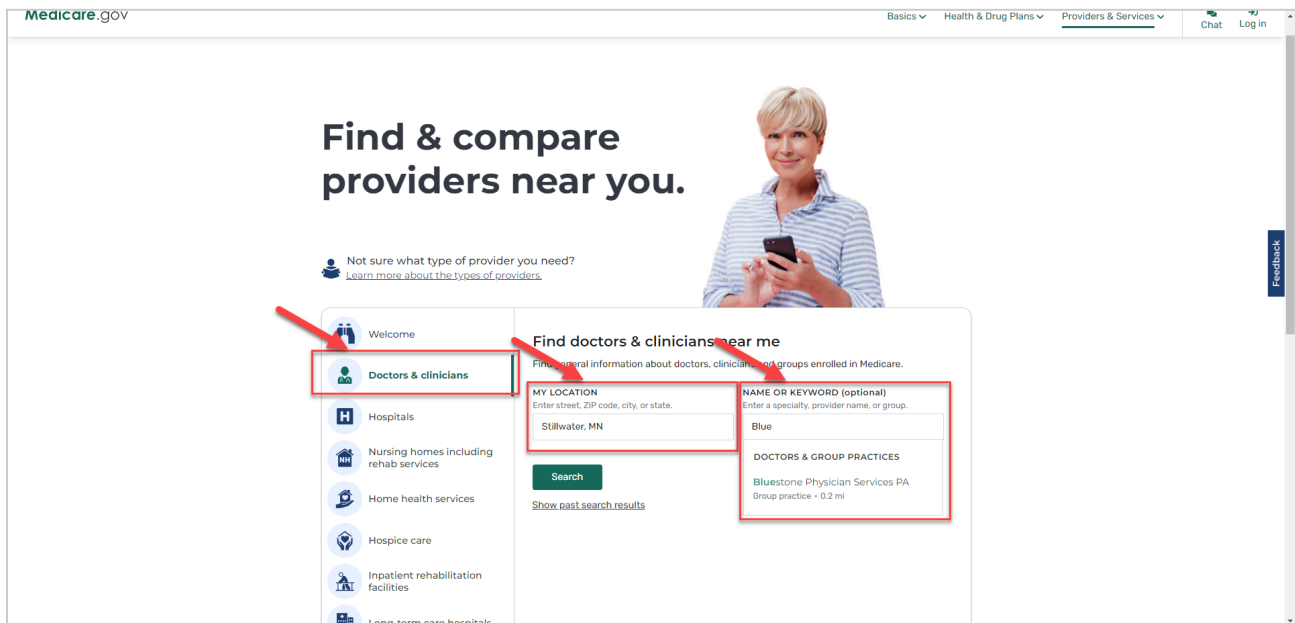 Medicare.gov
Basics
Health & Drug Plans
Providers & Services
Chat
Log in
Find & compare
providers near you.
Not sure what type of provider you need?
Learn more about the types of providers.
Feedback
Welcome
Doctors & clinicians
Hospitals
Nursing homes including
rehab services
Home health services
Hospice care
Inpatient rehabilitation
facilities
Long-term care hospitals
Find doctors & clinicians near me
Find general information about doctors, clinicians and groups enrolled in Medicare.
MY LOCATION
Enter street, ZIP code, city, or state.
Stillwater, MN
Search
Show past search results
NAME OR KEYWORD (optional)
Enter a specialty, provider name, or group.
Blue
DOCTORS & GROUP PRACTICES
Bluestone Physician Services PA
Group practice • 0.2 mi
H
NH